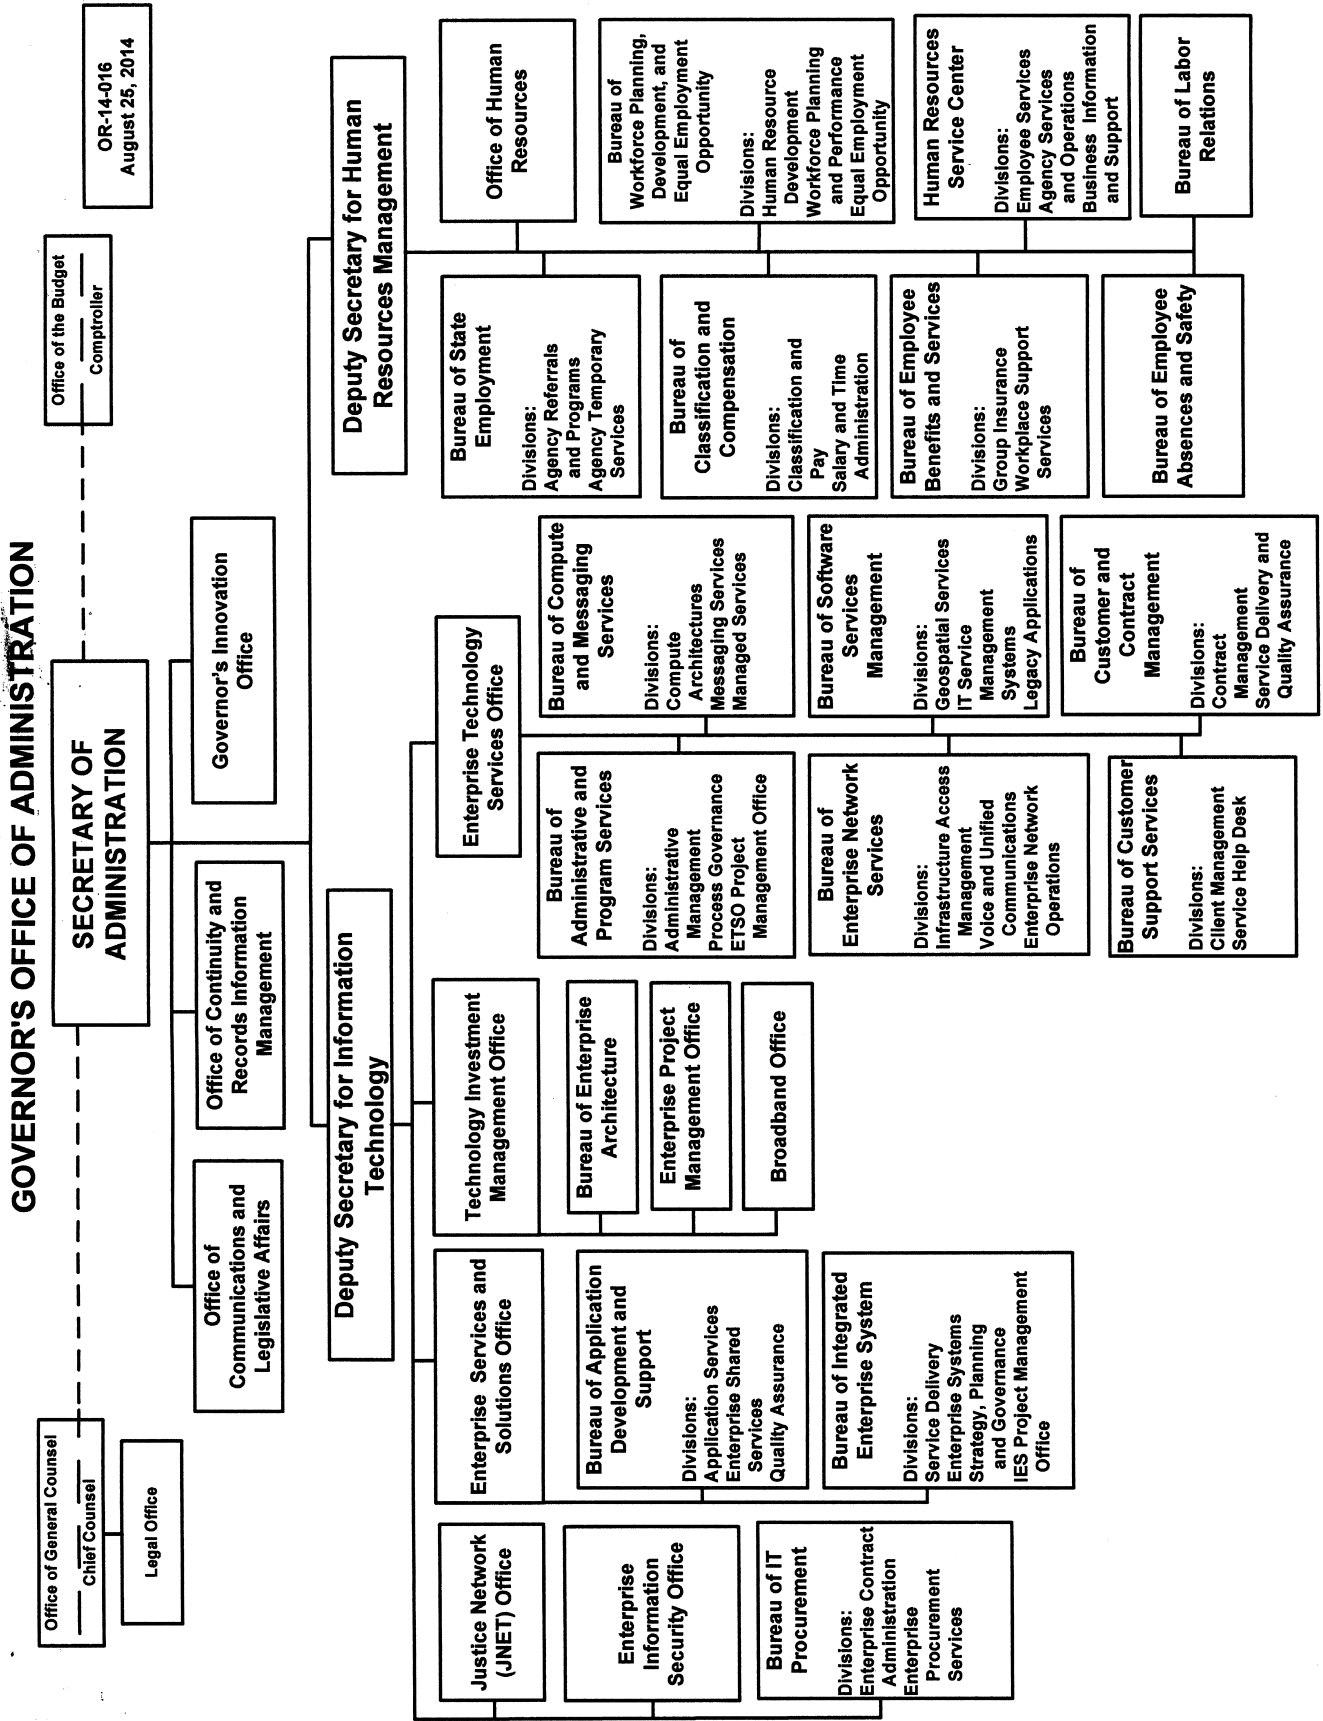 GOVERNOR'S OFFICE OF ADMINISTRATION
OR-14-016
August 25, 2014
Office of General Counsel
Chief Counsel
Legal Office
SECRETARY OF
ADMINISTRATION
Office of the Budget
Comptroller
Office of
Communications and
Legislative Affairs
Office of Continuity and
Records Information
Management
Governor's Innovation
Office
Deputy Secretary for Information
Technology
Deputy Secretary for Human
Resources Management
Justice Network
(JNET) Office
Enterprise
Information
Security Office
Bureau of IT
Procurement
Divisions:
Enterprise Contract
Administration
Enterprise
Procurement
Services
Enterprise Services and
Solutions Office
Bureau of Application
Development and
Support
Divisions:
Application Services
Enterprise Shared
Services
Quality Assurance
Bureau of Integrated
Enterprise System
Divisions:
Service Delivery
Enterprise Systems
Strategy, Planning
and Governance
IES Project Management
Office
Technology Investment
Management Office
Bureau of Enterprise
Architecture
Enterprise Project
Management Office
Broadband Office
Enterprise Technology
Services Office
Bureau of
Administrative and
Program Services
Divisions:
Administrative
Management
Process Governance
ETSO Project
Management Office
Bureau of Compute
and Messaging
Services
Divisions:
Compute
Architectures
Messaging Services
Managed Services
Bureau of
Enterprise Network
Services
Divisions:
Infrastructure Access
Management
Voice and Unified
Communications
Enterprise Network
Operations
Bureau of Software
Services
Management
Divisions:
Geospatial Services
IT Service
Management
Systems
Legacy Applications
Bureau of Customer
Support Services
Divisions:
Client Management
Service Help Desk
Bureau of
Customer and
Contract
Management
Divisions:
Contract
Management
Service Delivery and
Quality Assurance
Bureau of State
Employment
Divisions:
Agency Referrals
and Programs
Agency Temporary
Services
Office of Human
Resources
Bureau of
Classification and
Compensation
Divisions:
Classification and
Pay
Salary and Time
Administration
Bureau of
Workforce Planning,
Development, and
Equal Employment
Opportunity
Divisions:
Human Resource
Development
Workforce Planning
and Performance
Equal Employment
Opportunity
Bureau of Employee
Benefits and Services
Divisions:
Group Insurance
Workplace Support
Services
Human Resources
Service Center
Divisions:
Employee Services
Agency Services
and Operations
Business Information
and Support
Bureau of Employee
Absences and Safety
Bureau of Labor
Relations